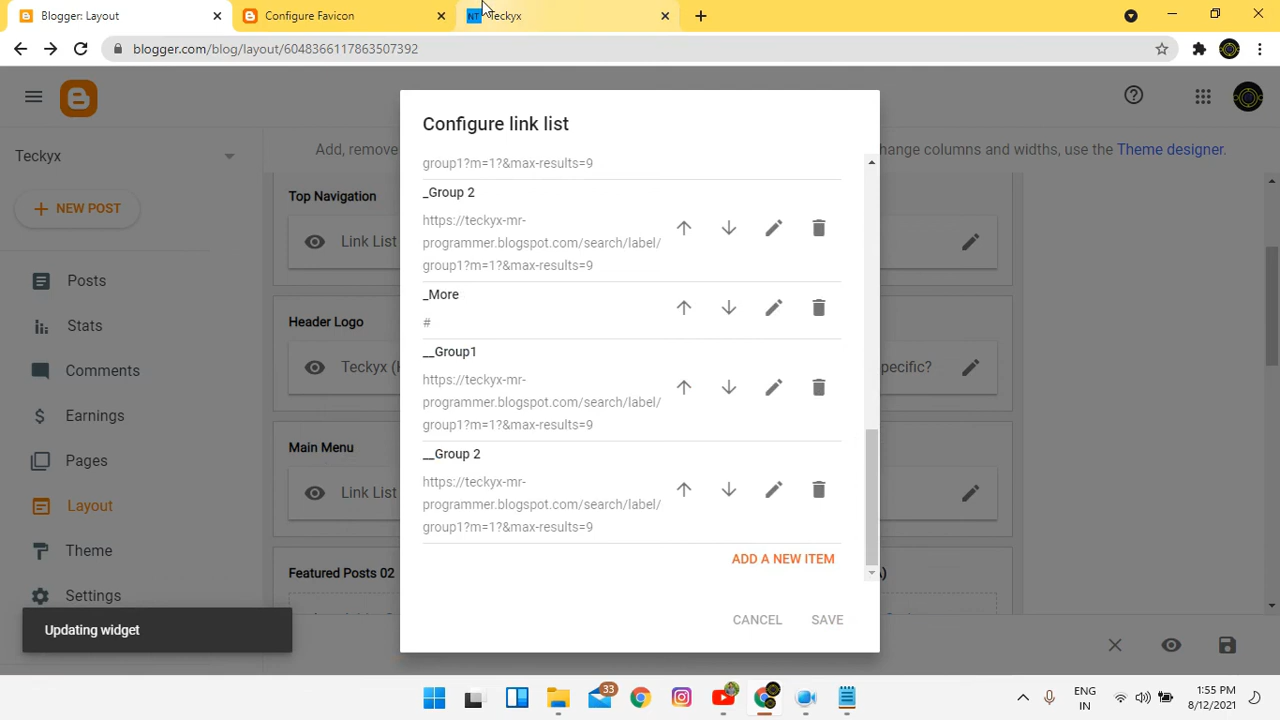 Blogger: Layout
Configure Favicon
NT Teckyx
blogger.com/blog/layout/6048366117863507392
Teckyx
Add, remove
change columns and widths, use the Theme designer.
NEW POST
Posts
Stats
Comments
Earnings
Pages
Layout
Theme
Settings
Top Navigation
Link List
Header Logo
Teckyx (
specific?
Main Menu
Link List
Featured Posts 02
A)
Configure link list
group1?m=1?&max-results=9
_Group 2
https://teckyx-mr-
programmer.blogspot.com/search/label/
group1?m=1?&max-results=9
_More
#
__Group1
https://teckyx-mr-
programmer.blogspot.com/search/label/
group1?m=1?&max-results=9
__Group 2
https://teckyx-mr-
programmer.blogspot.com/search/label/
group1?m=1?&max-results=9
ADD A NEW ITEM
CANCEL
SAVE
Updating widget
33
ENG
IN
1:55 PM
8/12/2021